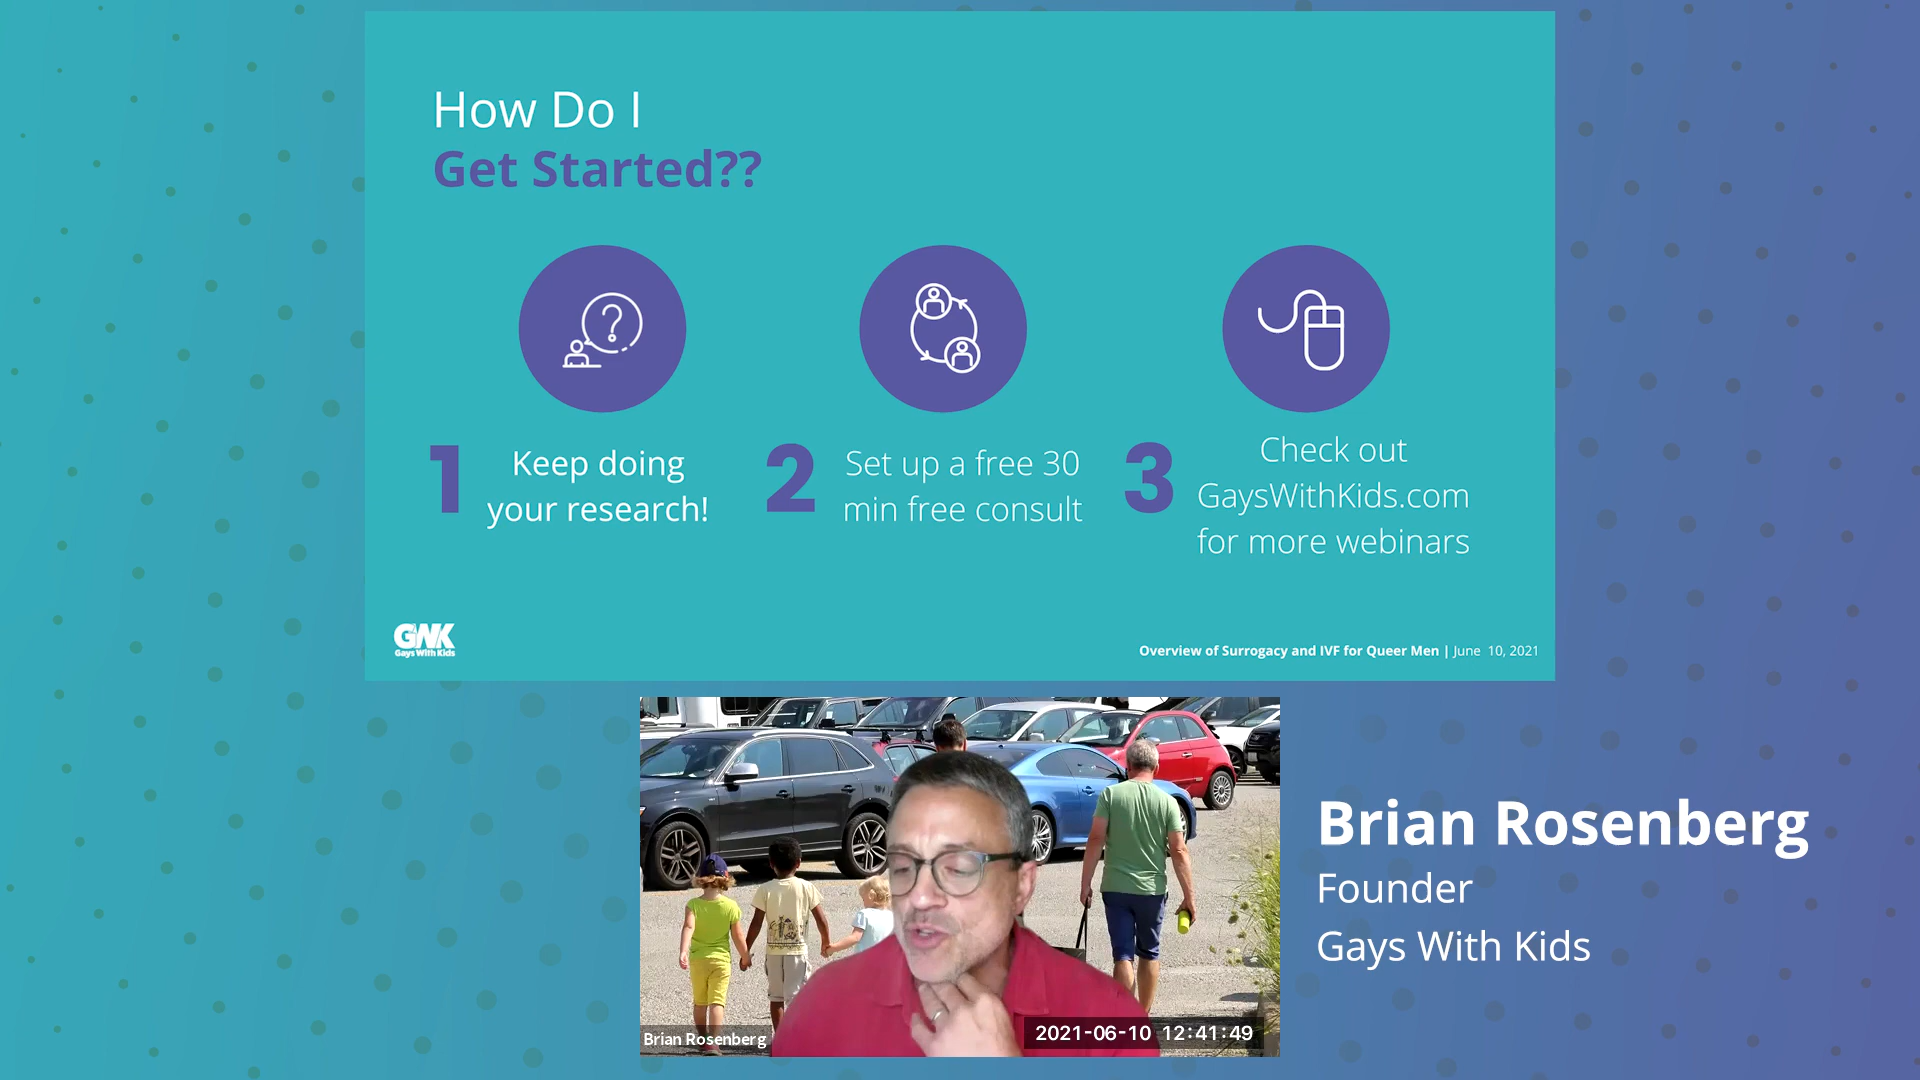 How Do I
Get Started??
1
Keep doing
your research!
2
Set up a free 30
min free consult
3
Check out
GaysWithKids.com
for more webinars
GWK
Gays With Kids
Overview of Surrogacy and IVF for Queer Men | June 10, 2021
Brian Rosenberg
Founder
Gays With Kids
Brian Rosenberg
2021-06-10 12:41:49